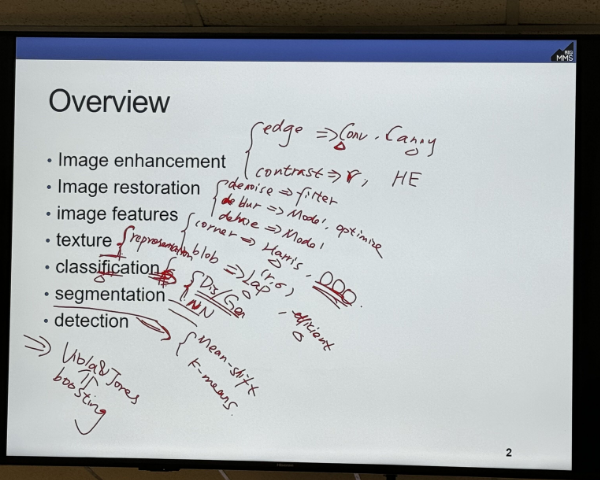 MMS
Overview
• Image enhancement { edge ⇒ Conv, Canny
contrast ⇒ γ, HE
• Image restoration { denoise ⇒ filter
deblur ⇒ Model, optimize
dehaze ⇒ Model
• image features { corner ⇒ Harris,
blob ⇒ Lap (r, σ)
• texture { representation
• classification { Dis/Gen
NN
- efficient
• segmentation { Mean-shift
K-means
• detection
⇒ Viola & Jones
boosting
2